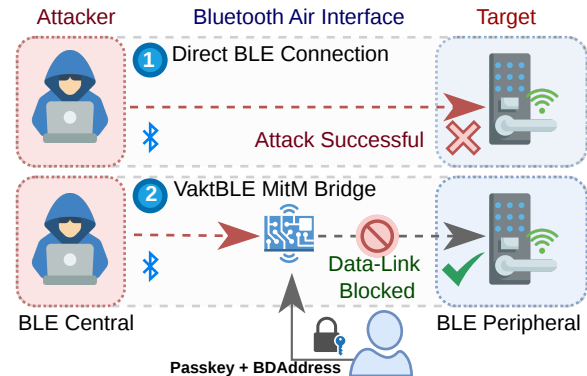 Attacker
Bluetooth Air Interface
Target
1 Direct BLE Connection
Attack Successful
2 VaktBLE MitM Bridge
Data-Link
Blocked
BLE Central
BLE Peripheral
Passkey + BDAddress